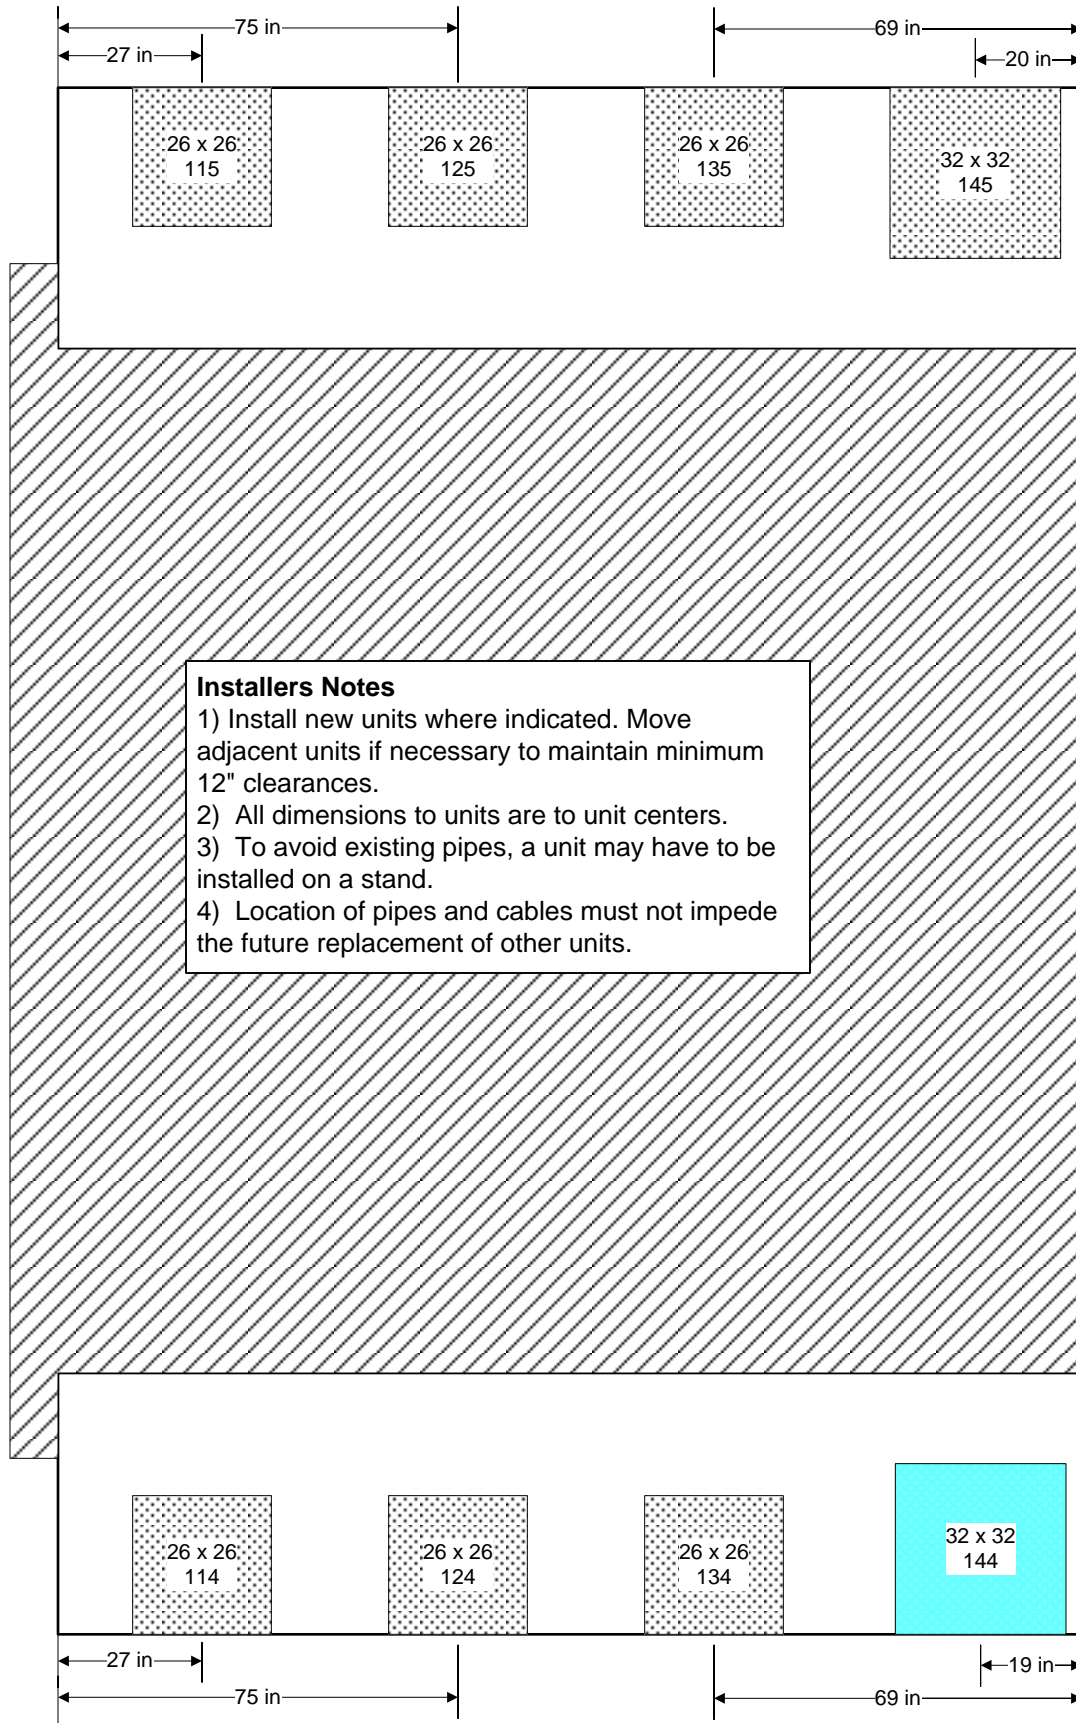 75 in
69 in
27 in
20 in
26 x 26
115
26 x 26
125
26 x 26
135
32 x 32
145
Installers Notes
1) Install new units where indicated. Move
adjacent units if necessary to maintain minimum
12" clearances.
2) All dimensions to units are to unit centers.
3) To avoid existing pipes, a unit may have to be
installed on a stand.
4) Location of pipes and cables must not impede
the future replacement of other units.
26 x 26
114
26 x 26
124
26 x 26
134
32 x 32
144
27 in
19 in
75 in
69 in